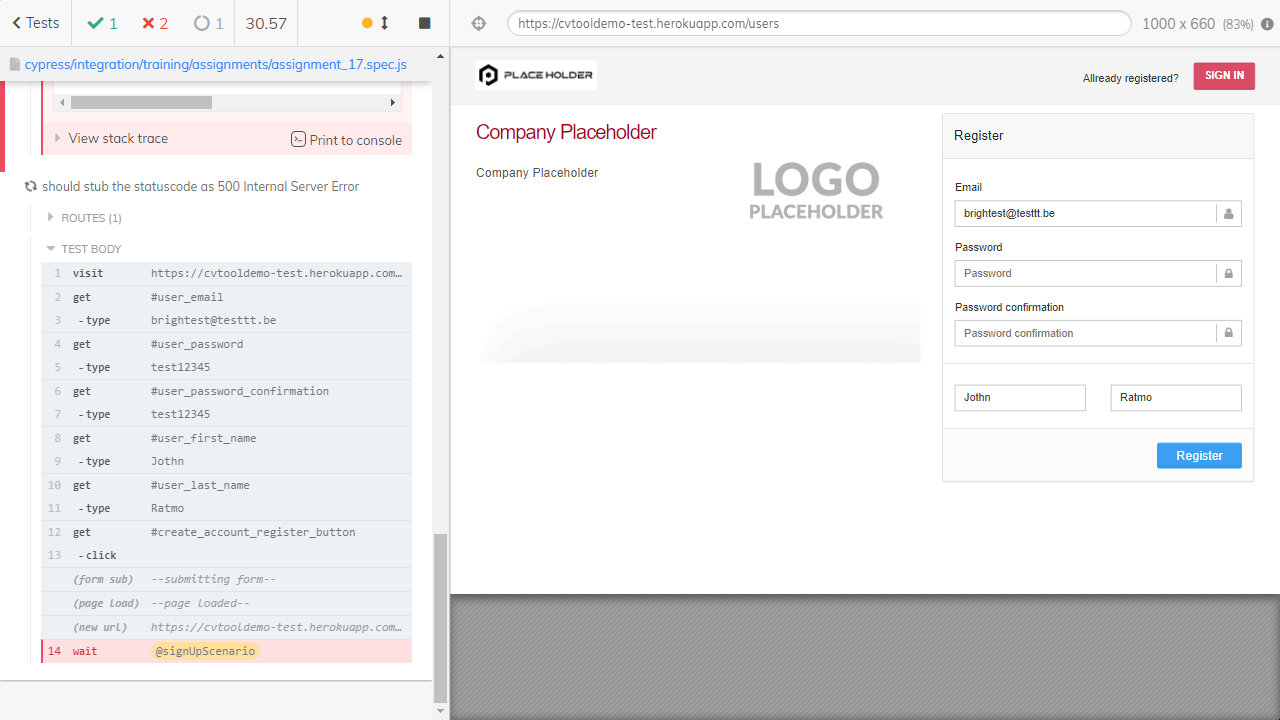 Tests
1
2
1
30.57
https://cvtooldemo-test.herokuapp.com/users
1000 x 660 (83%)
cypress/integration/training/assignments/assignment_17.spec.js
View stack trace
Print to console
should stub the statuscode as 500 Internal Server Error
ROUTES (1)
TEST BODY
1 visit https://cvtooldemo-test.herokuapp.com…
2 get #user_email
3 - type brightest@testtt.be
4 get #user_password
5 - type test12345
6 get #user_password_confirmation
7 - type test12345
8 get #user_first_name
9 - type Jothn
10 get #user_last_name
11 - type Ratmo
12 get #create_account_register_button
13 - click
(form sub) --submitting form--
(page load) --page loaded--
(new url) https://cvtooldemo-test.herokuapp.com…
14 wait @signUpScenario
PLACE HOLDER
Allready registered?
SIGN IN
Company Placeholder
Company Placeholder
LOGO
PLACEHOLDER
Register
Email
brightest@testtt.be
Password
Password
Password confirmation
Password confirmation
Jothn
Ratmo
Register